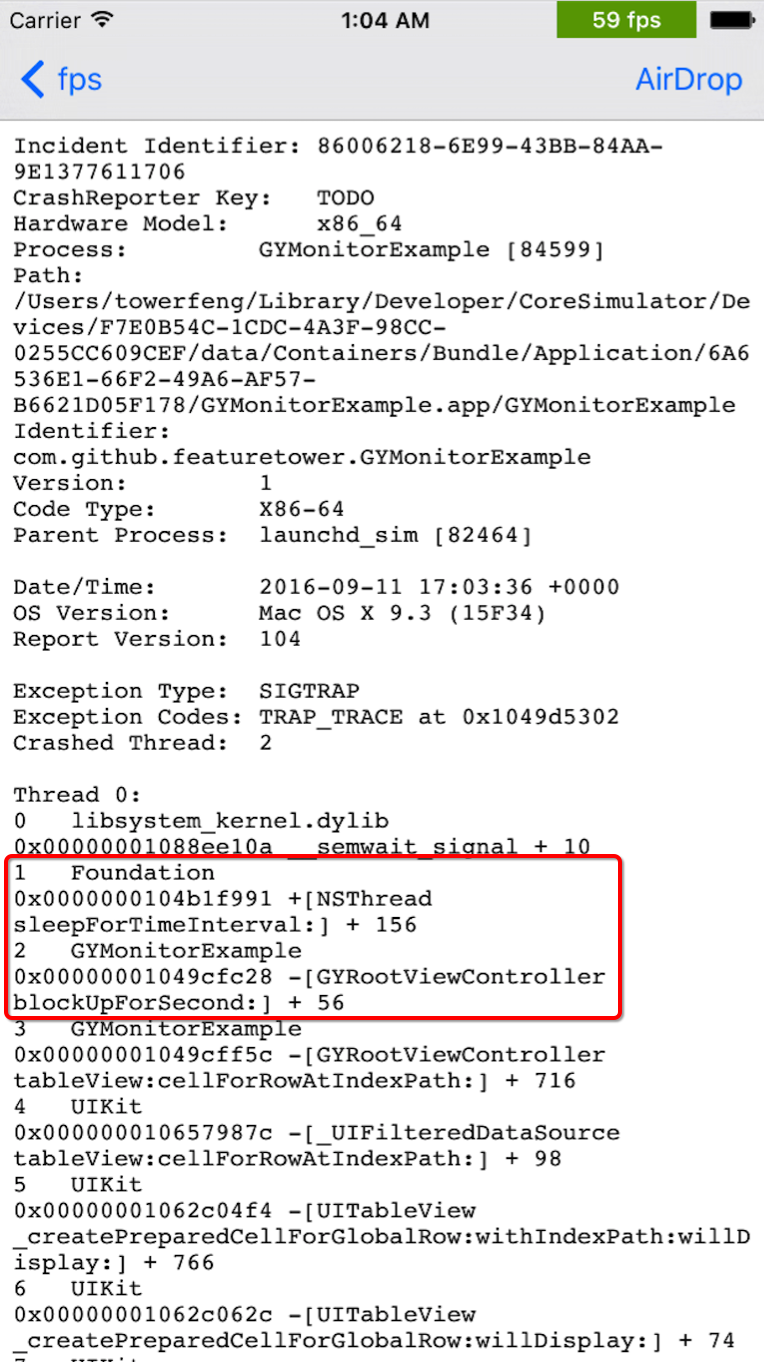 Carrier 1:04 AM 59 fps
fps AirDrop
Incident Identifier: 86006218-6E99-43BB-84AA-
9E1377611706
CrashReporter Key:   TODO
Hardware Model:      x86_64
Process:         GYMonitorExample [84599]
Path:
/Users/towerfeng/Library/Developer/CoreSimulator/De
vices/F7E0B54C-1CDC-4A3F-98CC-
0255CC609CEF/data/Containers/Bundle/Application/6A6
536E1-66F2-49A6-AF57-
B6621D05F178/GYMonitorExample.app/GYMonitorExample
Identifier:
com.github.featuretower.GYMonitorExample
Version:         1
Code Type:       X86-64
Parent Process:  launchd_sim [82464]
Date/Time:       2016-09-11 17:03:36 +0000
OS Version:      Mac OS X 9.3 (15F34)
Report Version:  104
Exception Type:  SIGTRAP
Exception Codes: TRAP_TRACE at 0x1049d5302
Crashed Thread:  2
Thread 0:
0   libsystem_kernel.dylib
0x00000001088ee10a __semwait_signal + 10
1   Foundation
0x0000000104b1f991 +[NSThread
sleepForTimeInterval:] + 156
2   GYMonitorExample
0x00000001049cfc28 -[GYRootViewController
blockUpForSecond:] + 56
3   GYMonitorExample
0x00000001049cff5c -[GYRootViewController
tableView:cellForRowAtIndexPath:] + 716
4   UIKit
0x000000010657987c -[_UIFilteredDataSource
tableView:cellForRowAtIndexPath:] + 98
5   UIKit
0x00000001062c04f4 -[UITableView
_createPreparedCellForGlobalRow:withIndexPath:willD
isplay:] + 766
6   UIKit
0x00000001062c062c -[UITableView
_createPreparedCellForGlobalRow:willDisplay:] + 74